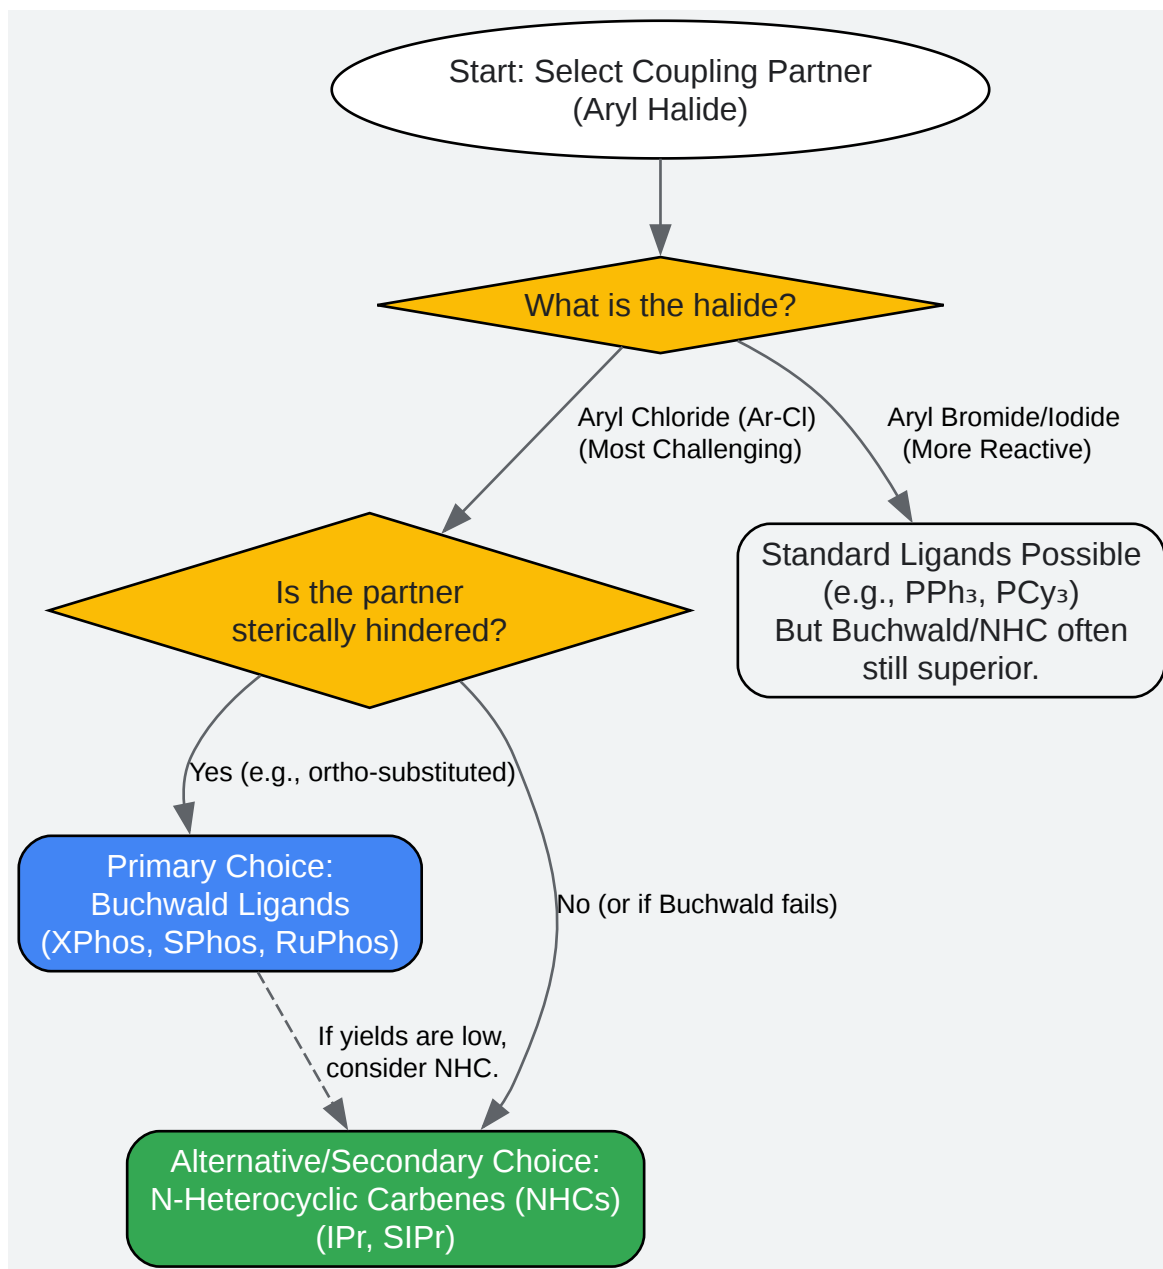 Start: Select Coupling Partner
(Aryl Halide)
What is the halide?
Aryl Chloride (Ar-Cl)
(Most Challenging)
Aryl Bromide/Iodide
(More Reactive)
Is the partner
sterically hindered?
Standard Ligands Possible
(e.g., PPh₃, PCy₃)
But Buchwald/NHC often
still superior.
Yes (e.g., ortho-substituted)
Primary Choice:
Buchwald Ligands
(XPhos, SPhos, RuPhos)
No (or if Buchwald fails)
If yields are low,
consider NHC.
Alternative/Secondary Choice:
N-Heterocyclic Carbenes (NHCs)
(IPr, SIPr)